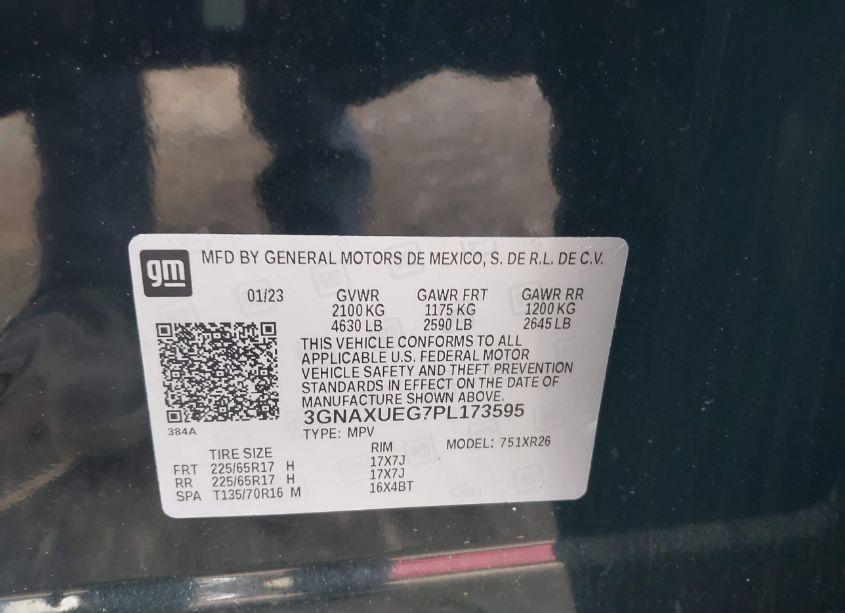 gm
MFD BY GENERAL MOTORS DE MEXICO, S. DE R.L. DE C.V.
01/23 GVWR GAWR FRT GAWR RR
2100 KG 1175 KG 1200 KG
4630 LB 2590 LB 2645 LB
THIS VEHICLE CONFORMS TO ALL
APPLICABLE U.S. FEDERAL MOTOR
VEHICLE SAFETY AND THEFT PREVENTION
STANDARDS IN EFFECT ON THE DATE OF
MANUFACTURE SHOWN ABOVE.
3GNAXUEG7PL173595
384A
TYPE: MPV MODEL: 751XR26
TIRE SIZE RIM
FRT 225/65R17 H 17X7J
RR 225/65R17 H 17X7J
SPA T135/70R16 M 16X4BT